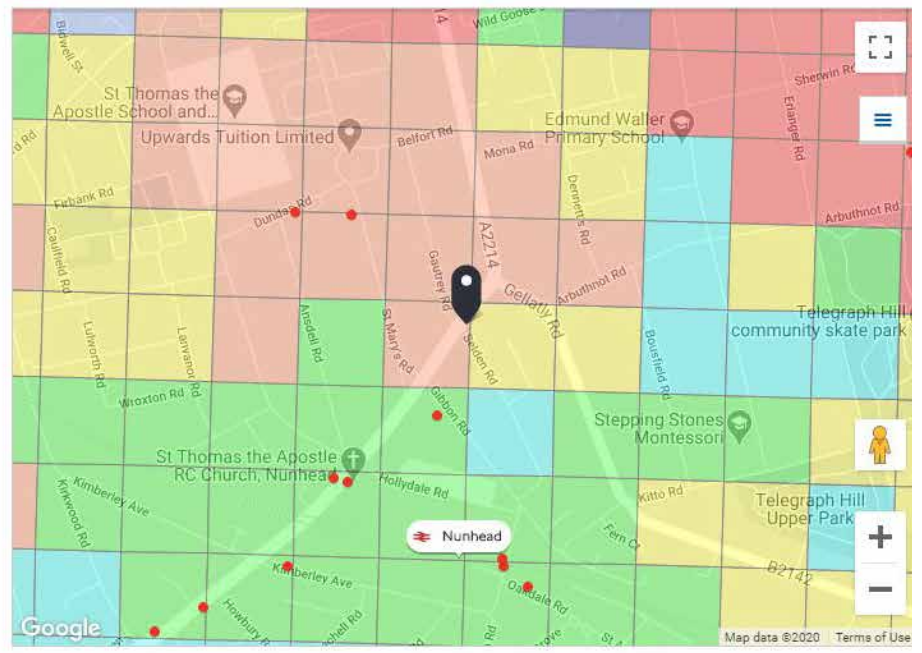 14
Wild Goose
Bidwell St
St Thomas the
Apostle School and...
Sherwin Rd
Erlanger Rd
Upwards Tuition Limited
Belfort Rd
Edmund Waller
Primary School
Mona Rd
Dennett's Rd
Firbank Rd
Dundas Rd
Arbuthnot Rd
A2214
Caulfield Rd
Gautrey Rd
Arbuthnot Rd
Gellatly Rd
Telegraph Hill
community skate park
Ansdell Rd
St Mary's Rd
Selden Rd
Lulworth Rd
Lanvanor Rd
Bousfield Rd
Wroxton Rd
Gibbon Rd
Stepping Stones
Montessori
St Thomas the Apostle
RC Church, Nunhead
Hollydale Rd
Kimberley Ave
Kirkwood Rd
Kitto Rd
Telegraph Hill
Upper Park
Fern Ct
Nunhead
Kimberley Ave
B2142
Oakdale Rd
Google
Map data ©2020
Terms of Use